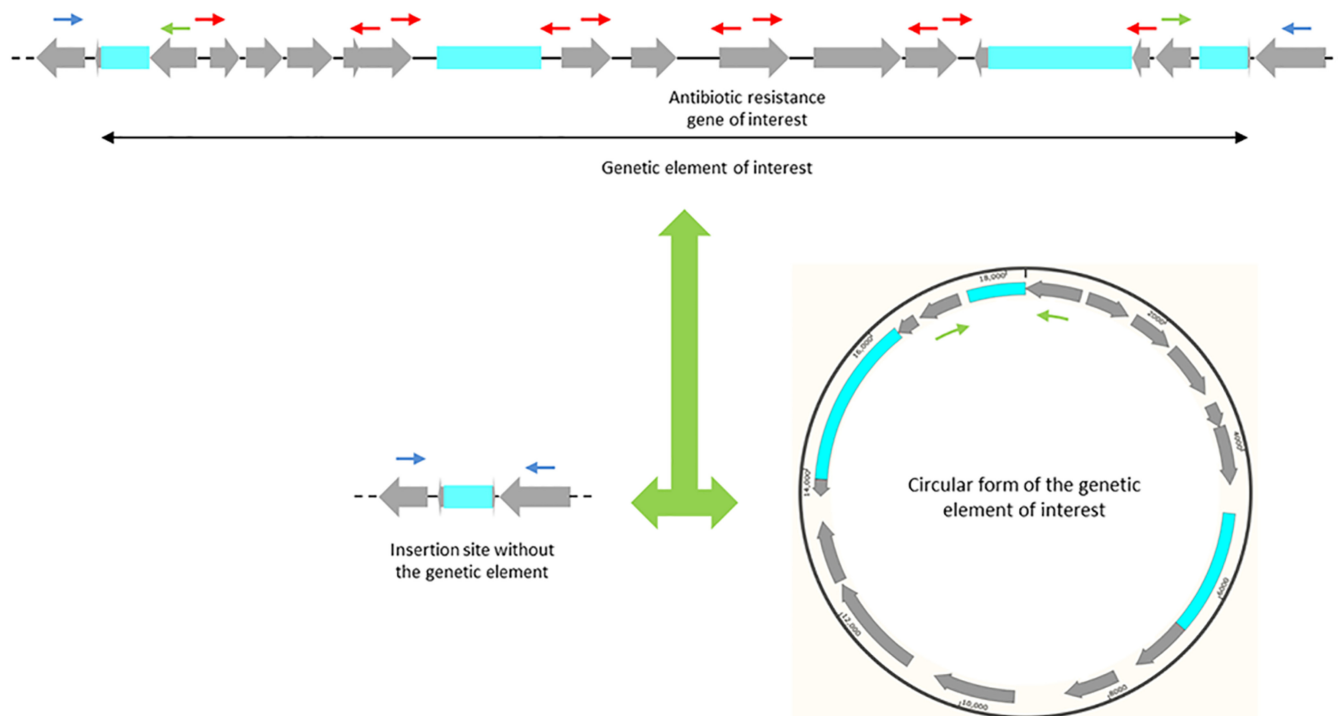 Antibiotic resistance
gene of interest
Genetic element of interest
18,000
2000
16,000
4000
14,000
Circular form of the genetic
element of interest
Insertion site without
the genetic element
6000
12,000
8000
10,000